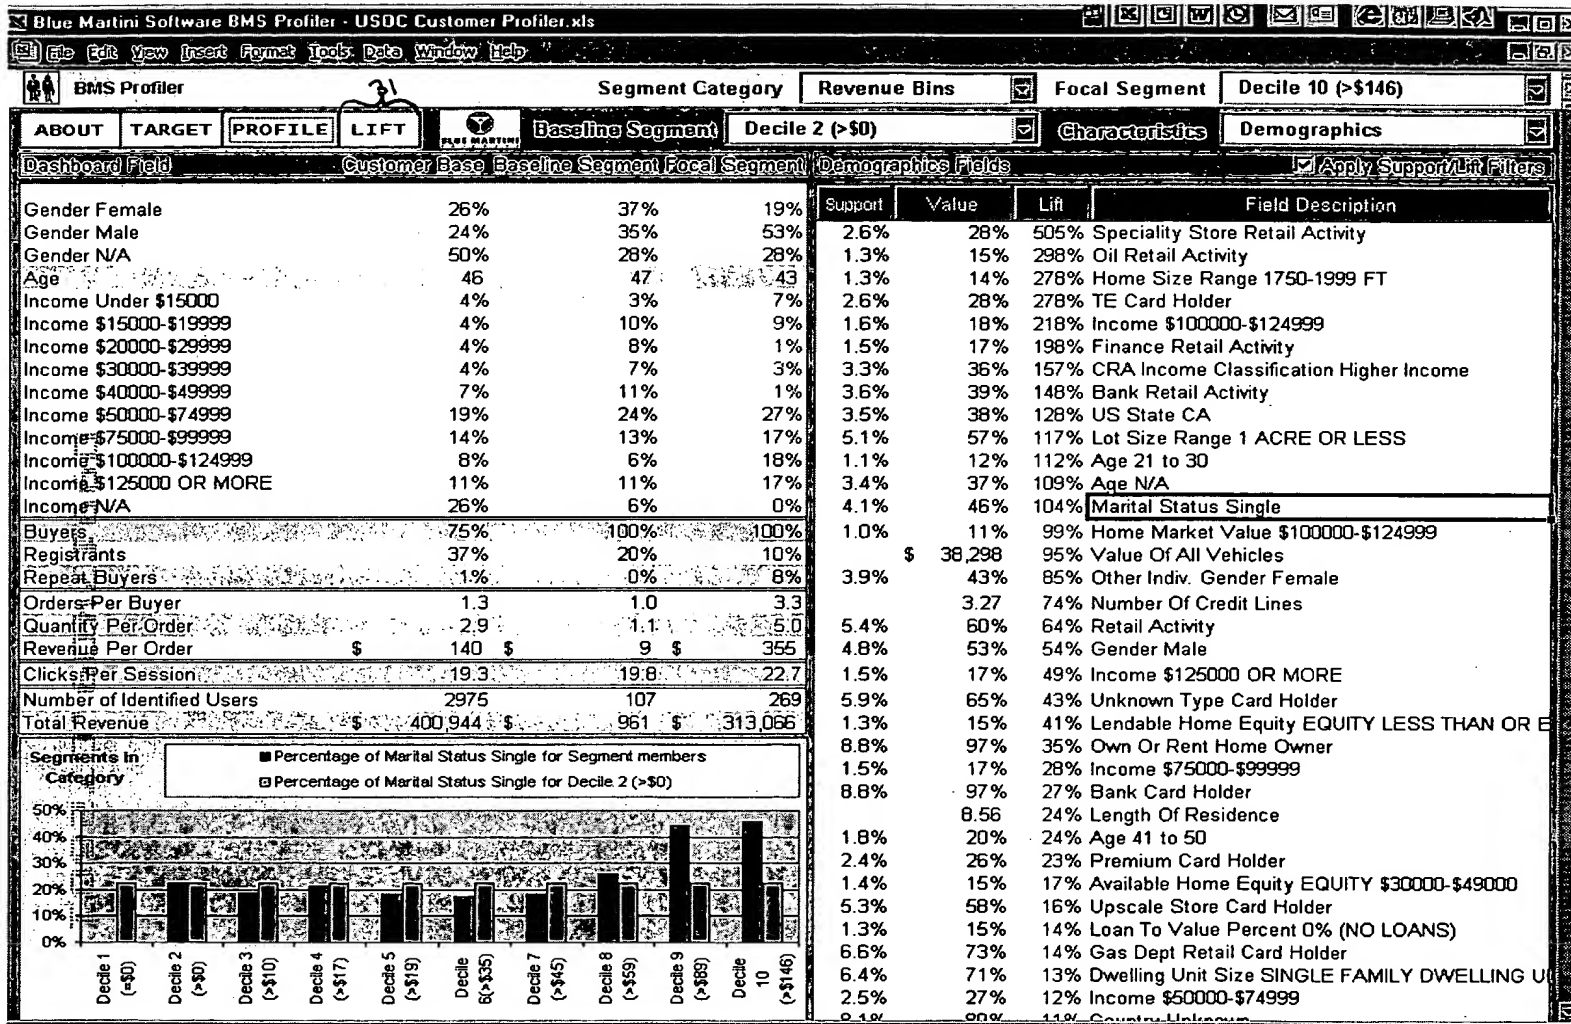 Blue Martini Software BMS Profiler - USDC Customer Profiler.xls
File Edit View Insert Format Tools Data Window Help
BMS Profiler Segment Category Revenue Bins Focal Segment Decile 10 (>$146)
31
ABOUT TARGET PROFILE LIFT BLUE MARTINI Baseline Segment Decile 2 (>$0) Characteristics Demographics
Dashboard Field Customer Base Baseline Segment Focal Segment
Gender Female 26% 37% 19%
Gender Male 24% 35% 53%
Gender N/A 50% 28% 28%
Age 46 47 43
Income Under $15000 4% 3% 7%
Income $15000-$19999 4% 10% 9%
Income $20000-$29999 4% 8% 1%
Income $30000-$39999 4% 7% 3%
Income $40000-$49999 7% 11% 1%
Income $50000-$74999 19% 24% 27%
Income $75000-$99999 14% 13% 17%
Income $100000-$124999 8% 6% 18%
Income $125000 OR MORE 11% 11% 17%
Income N/A 26% 6% 0%
Buyers 75% 100% 100%
Registrants 37% 20% 10%
Repeat Buyers 1% 0% 8%
Orders Per Buyer 1.3 1.0 3.3
Quantity Per Order 2.9 1.1 5.0
Revenue Per Order $ 140 $ 9 $ 355
Clicks Per Session 19.3 19.8 22.7
Number of Identified Users 2975 107 269
Total Revenue $ 400,944 $ 961 $ 313,066
Segments In Category
Percentage of Marital Status Single for Segment members
Percentage of Marital Status Single for Decile 2 (>$0)
50%
40%
30%
20%
10%
0%
Decile 1 (=$0)
Decile 2 (>$0)
Decile 3 (>$10)
Decile 4 (>$17)
Decile 5 (>$19)
Decile 6(>$35)
Decile 7 (>$45)
Decile 8 (>$59)
Decile 9 (>$89)
Decile 10 (>$146)
Demographics Fields Apply Support/Lift Filters
Support Value Lift Field Description
2.6% 28% 505% Speciality Store Retail Activity
1.3% 15% 298% Oil Retail Activity
1.3% 14% 278% Home Size Range 1750-1999 FT
2.6% 28% 278% TE Card Holder
1.6% 18% 218% Income $100000-$124999
1.5% 17% 198% Finance Retail Activity
3.3% 36% 157% CRA Income Classification Higher Income
3.6% 39% 148% Bank Retail Activity
3.5% 38% 128% US State CA
5.1% 57% 117% Lot Size Range 1 ACRE OR LESS
1.1% 12% 112% Age 21 to 30
3.4% 37% 109% Age N/A
4.1% 46% 104% Marital Status Single
1.0% 11% 99% Home Market Value $100000-$124999
$ 38,298 95% Value Of All Vehicles
3.9% 43% 85% Other Indiv. Gender Female
3.27 74% Number Of Credit Lines
5.4% 60% 64% Retail Activity
4.8% 53% 54% Gender Male
1.5% 17% 49% Income $125000 OR MORE
5.9% 65% 43% Unknown Type Card Holder
1.3% 15% 41% Lendable Home Equity EQUITY LESS THAN OR E
8.8% 97% 35% Own Or Rent Home Owner
1.5% 17% 28% Income $75000-$99999
8.8% 97% 27% Bank Card Holder
8.56 24% Length Of Residence
1.8% 20% 24% Age 41 to 50
2.4% 26% 23% Premium Card Holder
1.4% 15% 17% Available Home Equity EQUITY $30000-$49000
5.3% 58% 16% Upscale Store Card Holder
1.3% 15% 14% Loan To Value Percent 0% (NO LOANS)
6.6% 73% 14% Gas Dept Retail Card Holder
6.4% 71% 13% Dwelling Unit Size SINGLE FAMILY DWELLING U
2.5% 27% 12% Income $50000-$74999